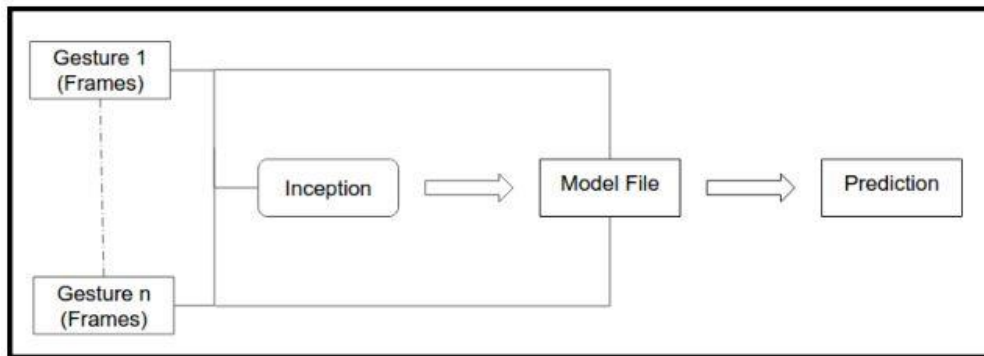 Gesture 1
(Frames)
Inception
Model File
Prediction
Gesture n
(Frames)